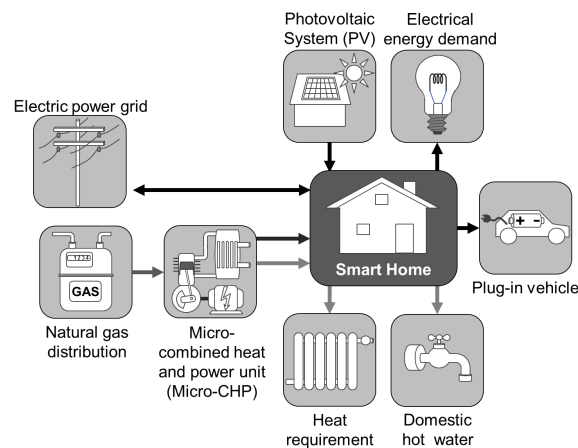 Photovoltaic
System (PV)
Electrical
energy demand
Electric power grid
1234
GAS
Smart Home
Plug-in vehicle
Natural gas
distribution
Micro-
combined heat
and power unit
(Micro-CHP)
Heat
requirement
Domestic
hot water